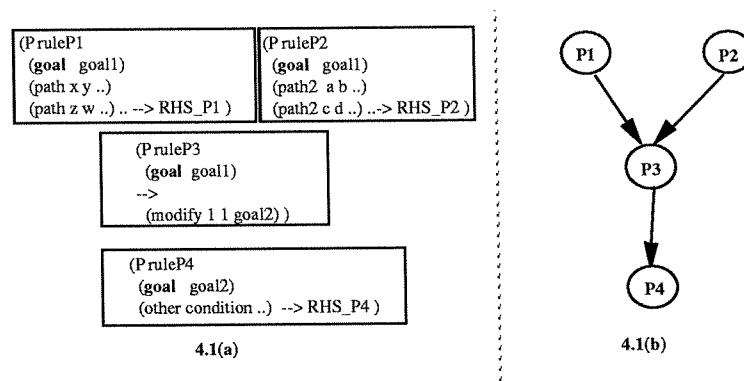 (P ruleP1
(goal goal1)
(path x y ..)
(path z w ..) .. --> RHS_P1 )
(P ruleP2
(goal goal1)
(path2 a b ..)
(path2 c d ..) ..--> RHS_P2 )
(P ruleP3
(goal goal1)
-->
(modify 1 1 goal2) )
(P ruleP4
(goal goal2)
(other condition ..) --> RHS_P4 )
4.1(a)
P1
P2
P3
P4
4.1(b)